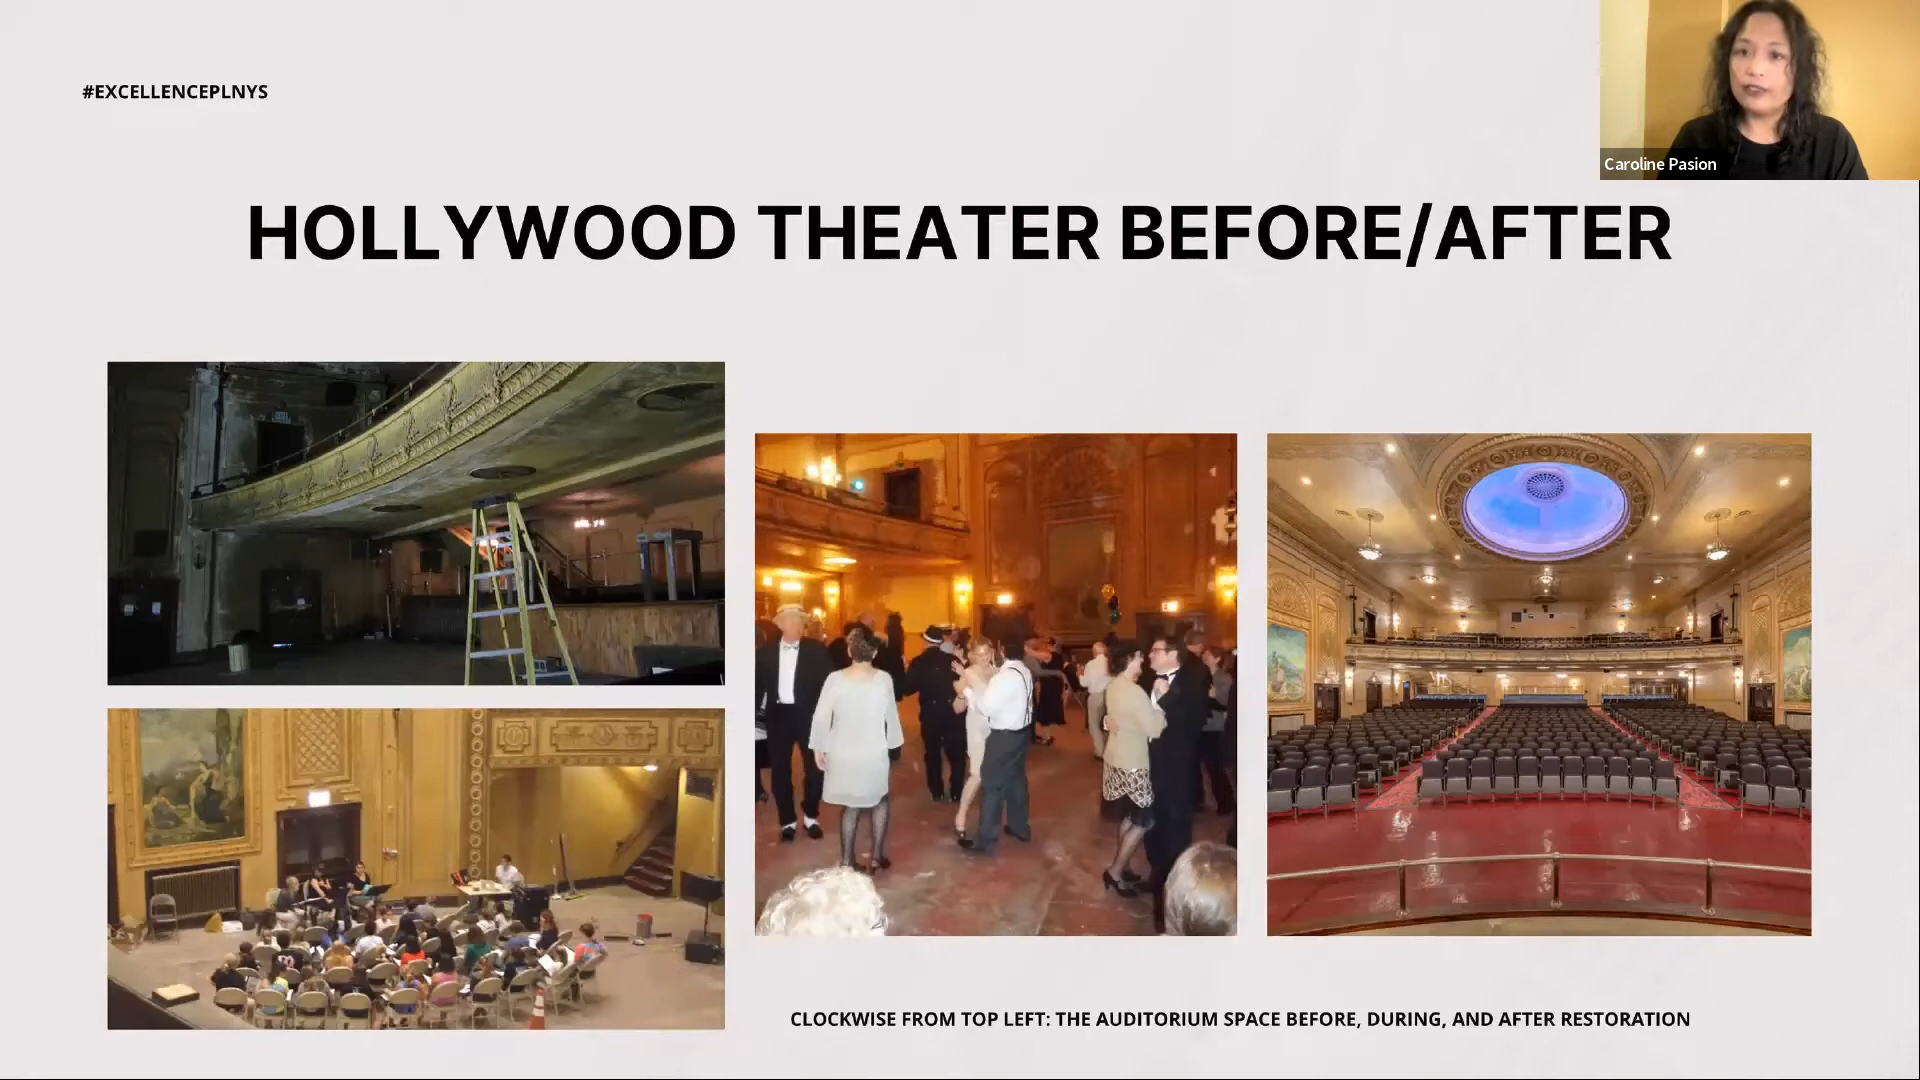 #EXCELLENCEPLNYS
Caroline Pasion
HOLLYWOOD THEATER BEFORE/AFTER
CLOCKWISE FROM TOP LEFT: THE AUDITORIUM SPACE BEFORE, DURING, AND AFTER RESTORATION